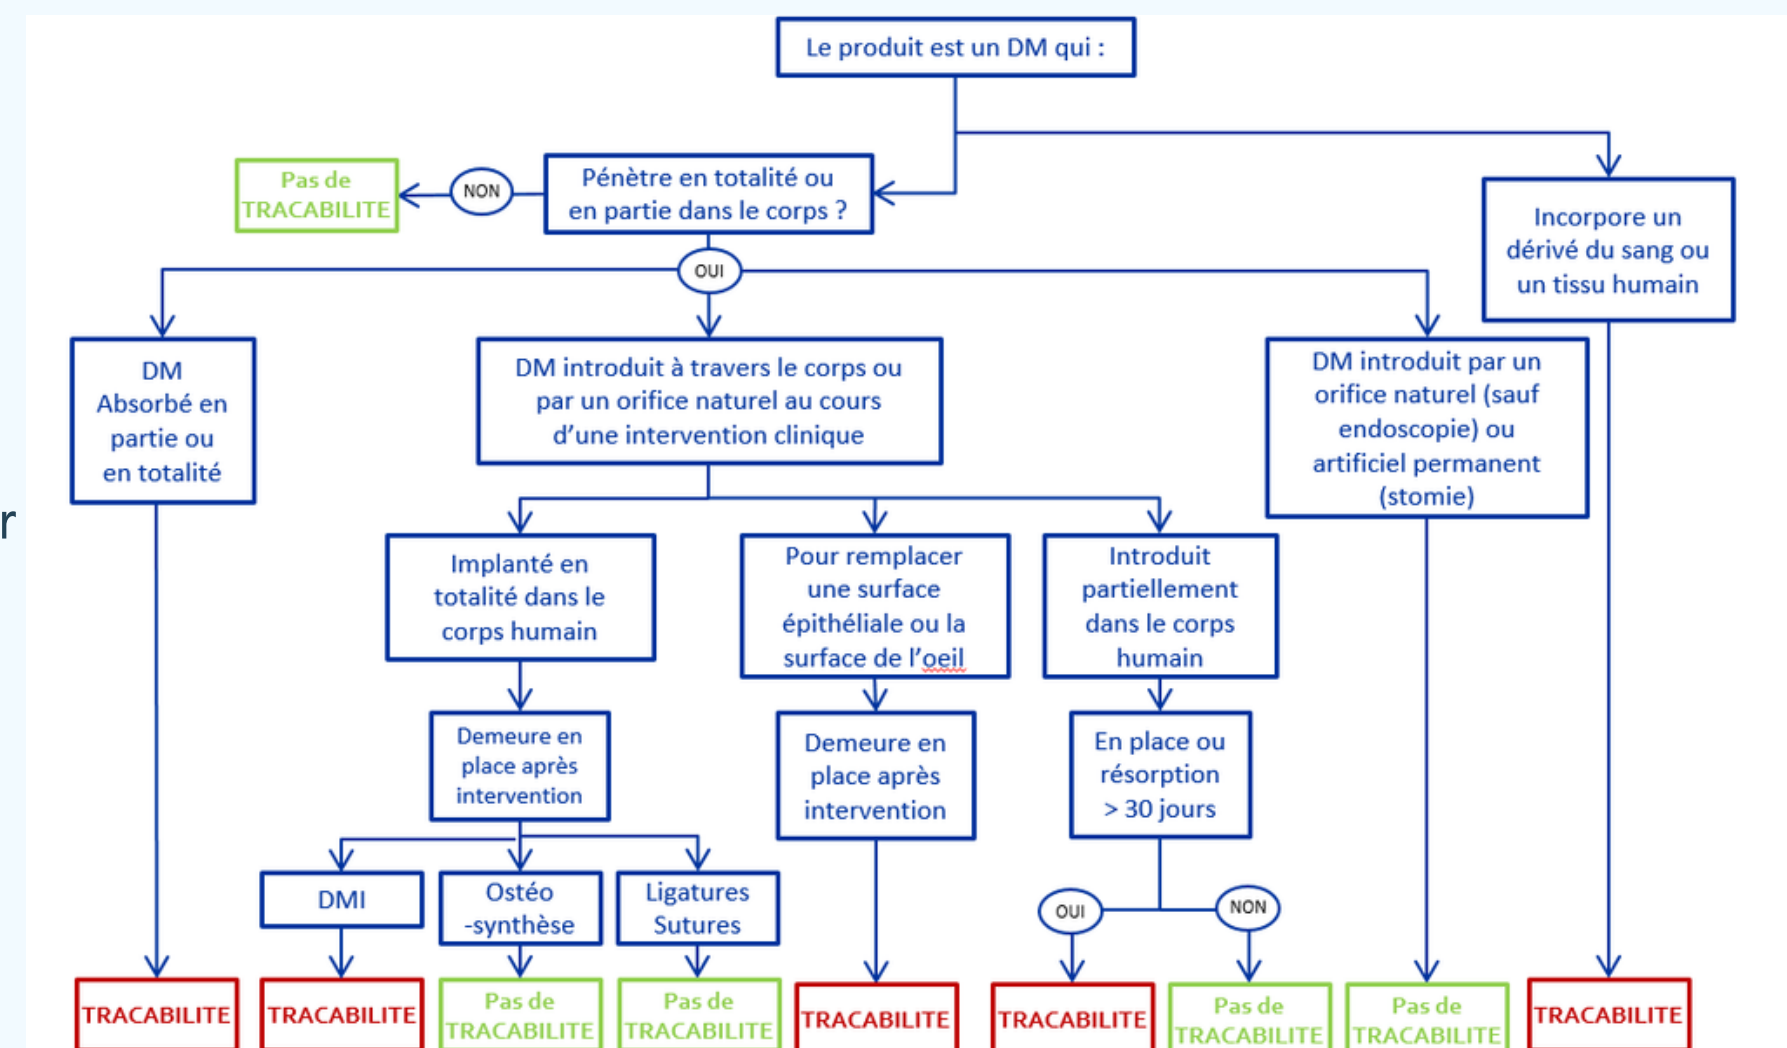 Le produit est un DM qui :
Pas de
TRACABILITE
NON
Pénètre en totalité ou
en partie dans le corps ?
Incorpore un
dérivé du sang ou
un tissu humain
OUI
DM
Absorbé en
partie ou
en totalité
DM introduit à travers le corps ou
par un orifice naturel au cours
d’une intervention clinique
DM introduit par un
orifice naturel (sauf
endoscopie) ou
artificiel permanent
(stomie)
r
Implanté en
totalité dans le
corps humain
Pour remplacer
une surface
épithéliale ou la
surface de l’oeil
Introduit
partiellement
dans le corps
humain
Demeure en
place après
intervention
Demeure en
place après
intervention
En place ou
résorption
> 30 jours
DMI
Ostéo
-synthèse
Ligatures
Sutures
OUI
NON
TRACABILITE
TRACABILITE
Pas de
TRACABILITE
Pas de
TRACABILITE
TRACABILITE
TRACABILITE
Pas de
TRACABILITE
Pas de
TRACABILITE
TRACABILITE